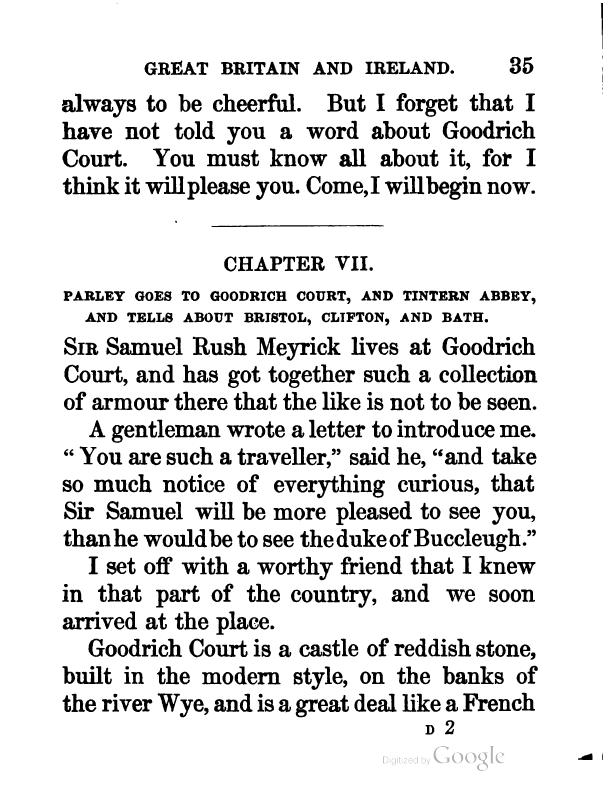 GREAT BRITAIN AND IRELAND. 35
always to be cheerful. But I forget that I
have not told you a word about Goodrich
Court. You must know all about it, for I
think it will please you. Come, I will begin now.
CHAPTER VII.
PARLEY GOES TO GOODRICH COURT, AND TINTERN ABBEY,
AND TELLS ABOUT BRISTOL, CLIFTON, AND BATH.
SIR Samuel Rush Meyrick lives at Goodrich
Court, and has got together such a collection
of armour there that the like is not to be seen.
A gentleman wrote a letter to introduce me.
“ You are such a traveller,” said he, “and take
so much notice of everything curious, that
Sir Samuel will be more pleased to see you,
than he would be to see the duke of Buccleugh.”
I set off with a worthy friend that I knew
in that part of the country, and we soon
arrived at the place.
Goodrich Court is a castle of reddish stone,
built in the modern style, on the banks of
the river Wye, and is a great deal like a French
D 2
Digitized by Google